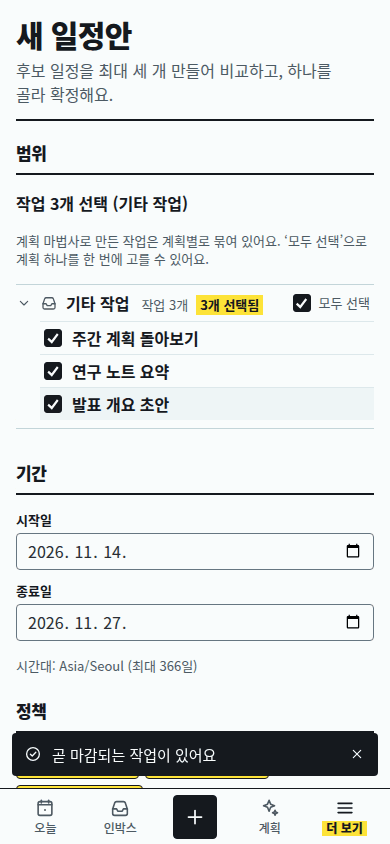 새 일정안
후보 일정을 최대 세 개 만들어 비교하고, 하나를
골라 확정해요.
범위
작업 3개 선택 (기타 작업)
계획 마법사로 만든 작업은 계획별로 묶여 있어요. ‘모두 선택’으로
계획 하나를 한 번에 고를 수 있어요.
기타 작업 작업 3개 3개 선택됨 모두 선택
주간 계획 돌아보기
연구 노트 요약
발표 개요 초안
기간
시작일
2026. 11. 14.
종료일
2026. 11. 27.
시간대: Asia/Seoul (최대 366일)
정책
곧 마감되는 작업이 있어요
오늘 인박스 계획 더 보기